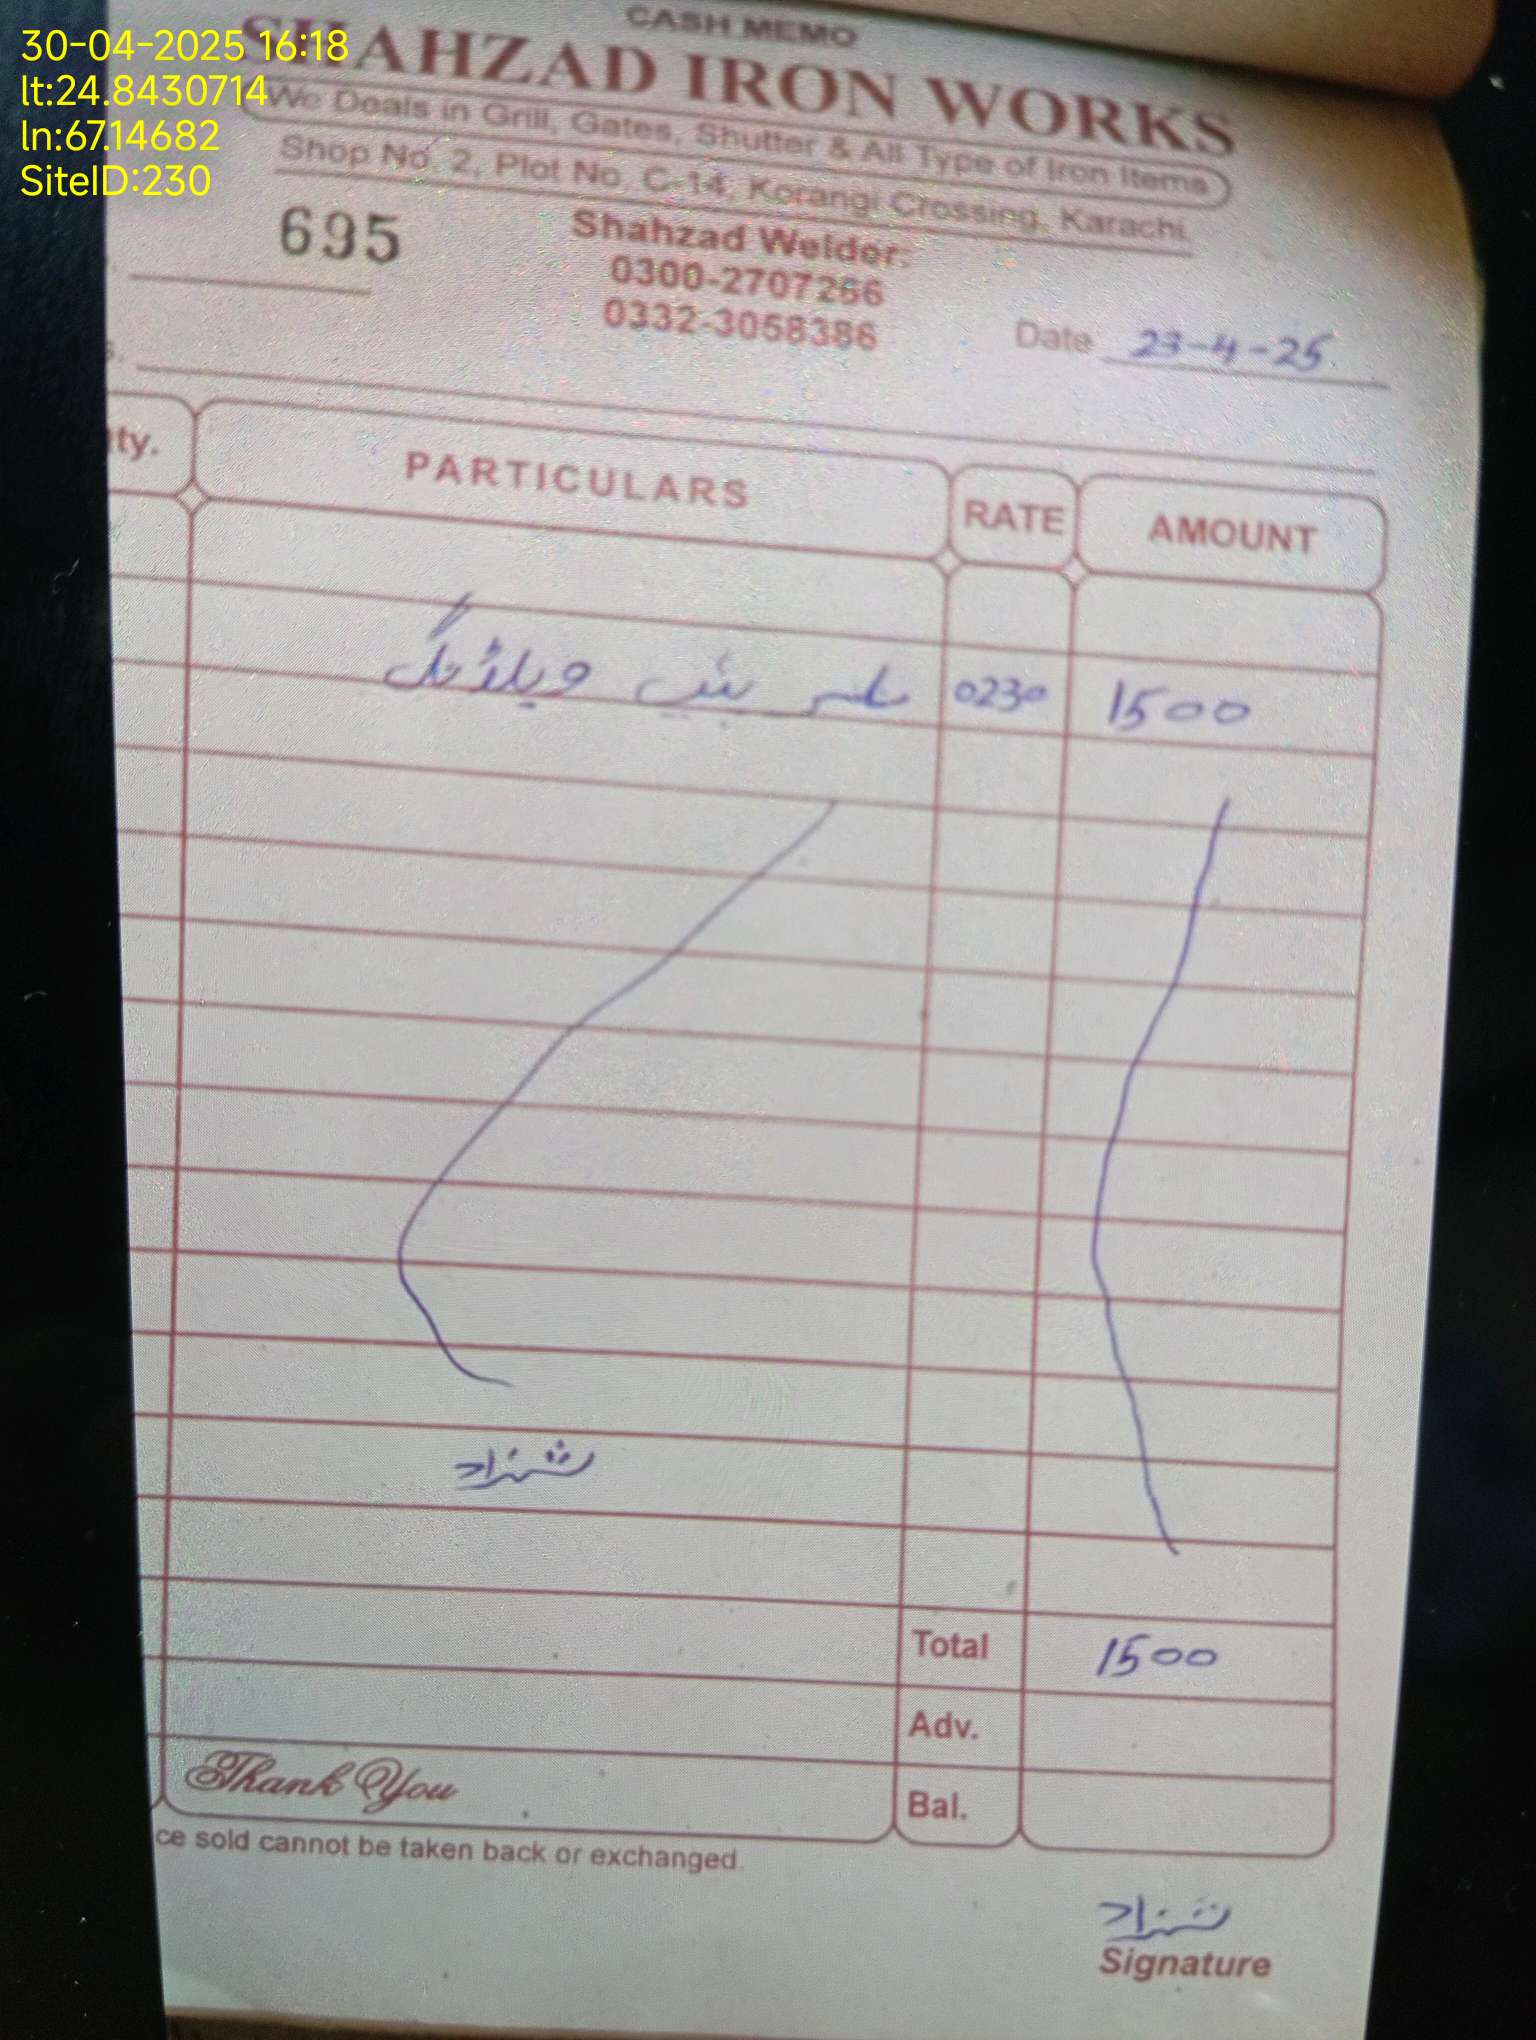 30-04-2025 16:18
lt:24.8430714
ln:67.14682
SiteID:230
CASH MEMO
SHAHZAD IRON WORKS
We Deals in Grill, Gates, Shutter & All Type of Iron Items
Shop No. 2, Plot No. C-14, Korangi Crossing, Karachi.
695
Shahzad Welder:
0300-2707266
0332-3058386
Date 23-4-25
ty. PARTICULARS RATE AMOUNT
ویلڈنگ 0230 1500
شہزاد
Total 1500
Adv.
Thank You
Bal.
ce sold cannot be taken back or exchanged.
شہزاد
Signature